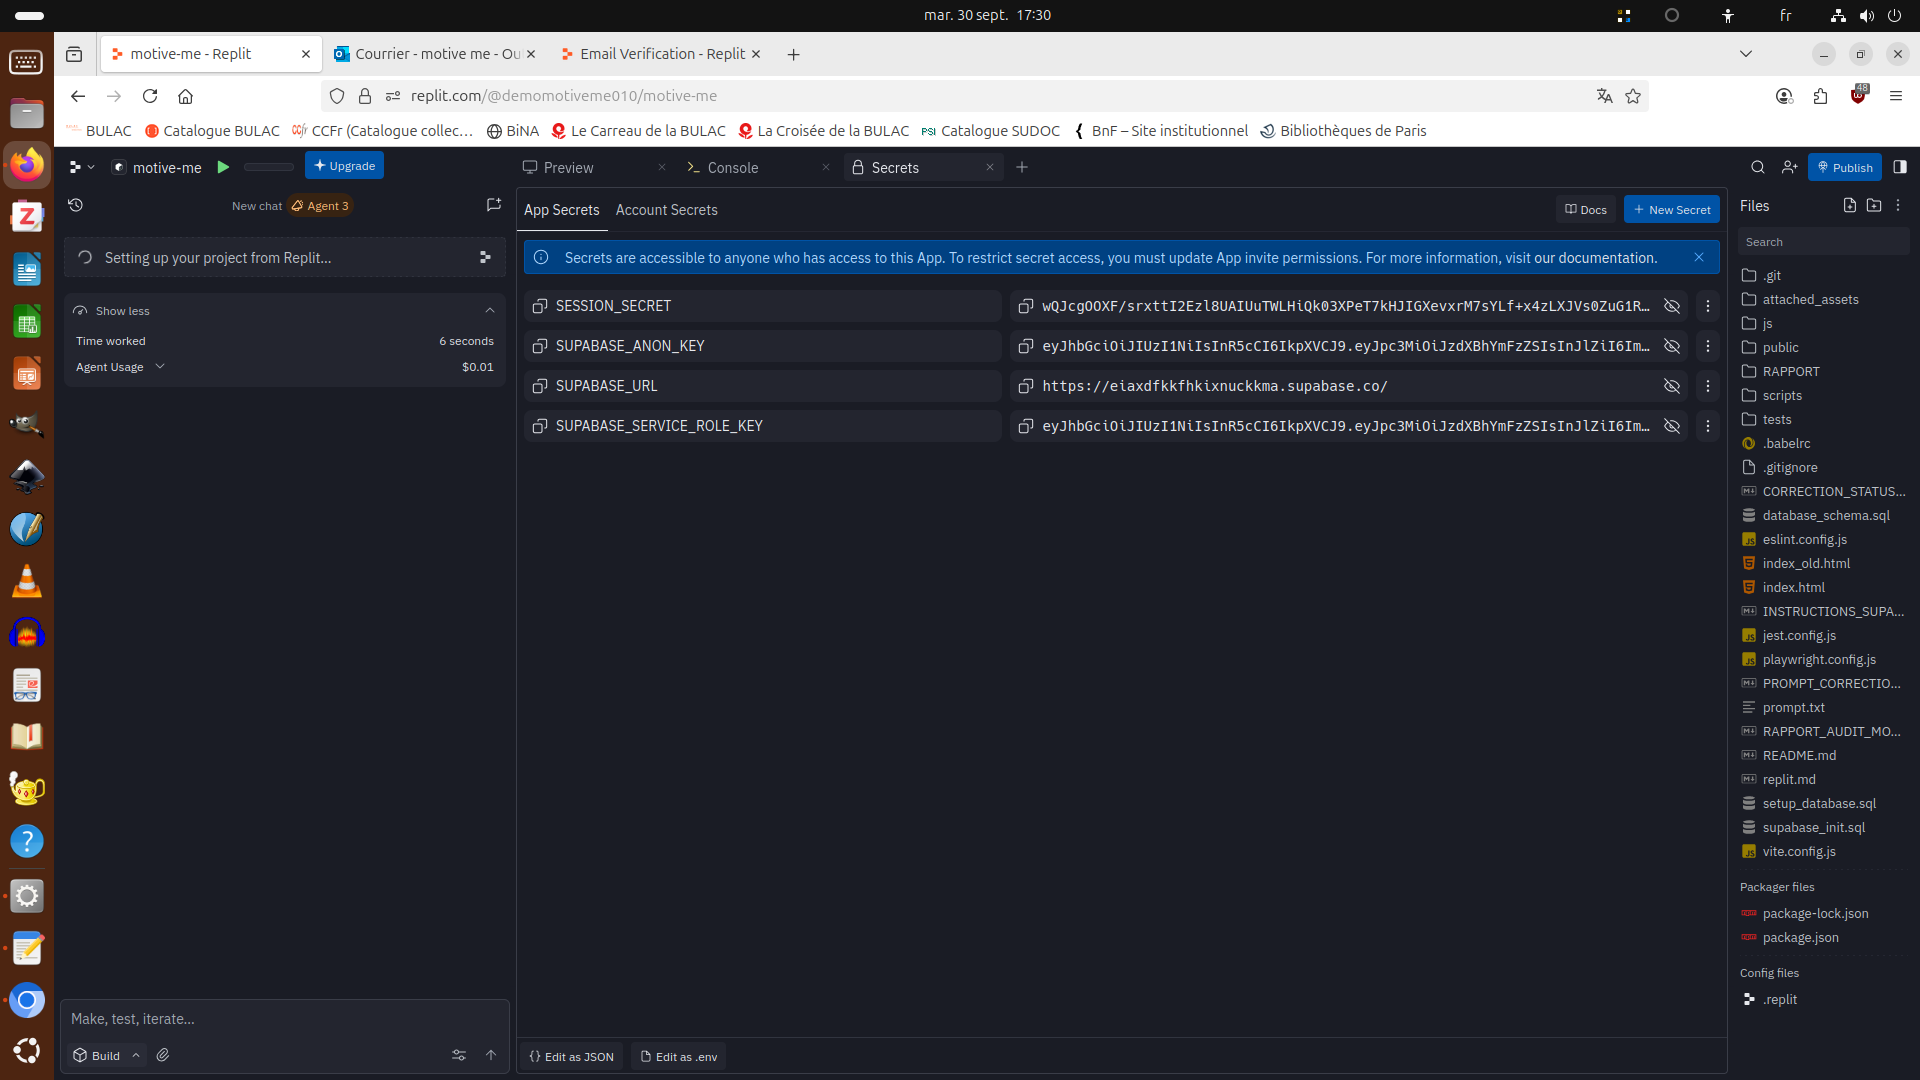 mar. 30 sept. 17:30
fr
motive-me - Replit
Courrier - motive me - Ou
Email Verification - Replit
replit.com/@demomotiveme010/motive-me
48
BULAC
Catalogue BULAC
CCFr (Catalogue collec…
BiNA
Le Carreau de la BULAC
La Croisée de la BULAC
PSI Catalogue SUDOC
BnF – Site institutionnel
Bibliothèques de Paris
motive-me
Upgrade
Preview
Console
Secrets
Publish
New chat
Agent 3
App Secrets
Account Secrets
Docs
New Secret
Files
Search
Setting up your project from Replit...
Secrets are accessible to anyone who has access to this App. To restrict secret access, you must update App invite permissions. For more information, visit our documentation.
Show less
Time worked 6 seconds
Agent Usage $0.01
SESSION_SECRET wQJcgOOXF/srxttI2Ezl8UAIUuTWLHiQk03XPeT7kHJIGXevxrM7sYLf+x4zLXJVs0ZuG1R…
SUPABASE_ANON_KEY eyJhbGciOiJIUzI1NiIsInR5cCI6IkpXVCJ9.eyJpc3MiOiJzdXBhYmFzZSIsInJlZiI6Im…
SUPABASE_URL https://eiaxdfkkfhkixnuckkma.supabase.co/
SUPABASE_SERVICE_ROLE_KEY eyJhbGciOiJIUzI1NiIsInR5cCI6IkpXVCJ9.eyJpc3MiOiJzdXBhYmFzZSIsInJlZiI6Im…
.git
attached_assets
js
public
RAPPORT
scripts
tests
.babelrc
.gitignore
CORRECTION_STATUS...
database_schema.sql
eslint.config.js
index_old.html
index.html
INSTRUCTIONS_SUPA...
jest.config.js
playwright.config.js
PROMPT_CORRECTIO...
prompt.txt
RAPPORT_AUDIT_MO...
README.md
replit.md
setup_database.sql
supabase_init.sql
vite.config.js
Packager files
package-lock.json
package.json
Config files
.replit
Make, test, iterate...
Build
{} Edit as JSON
Edit as .env